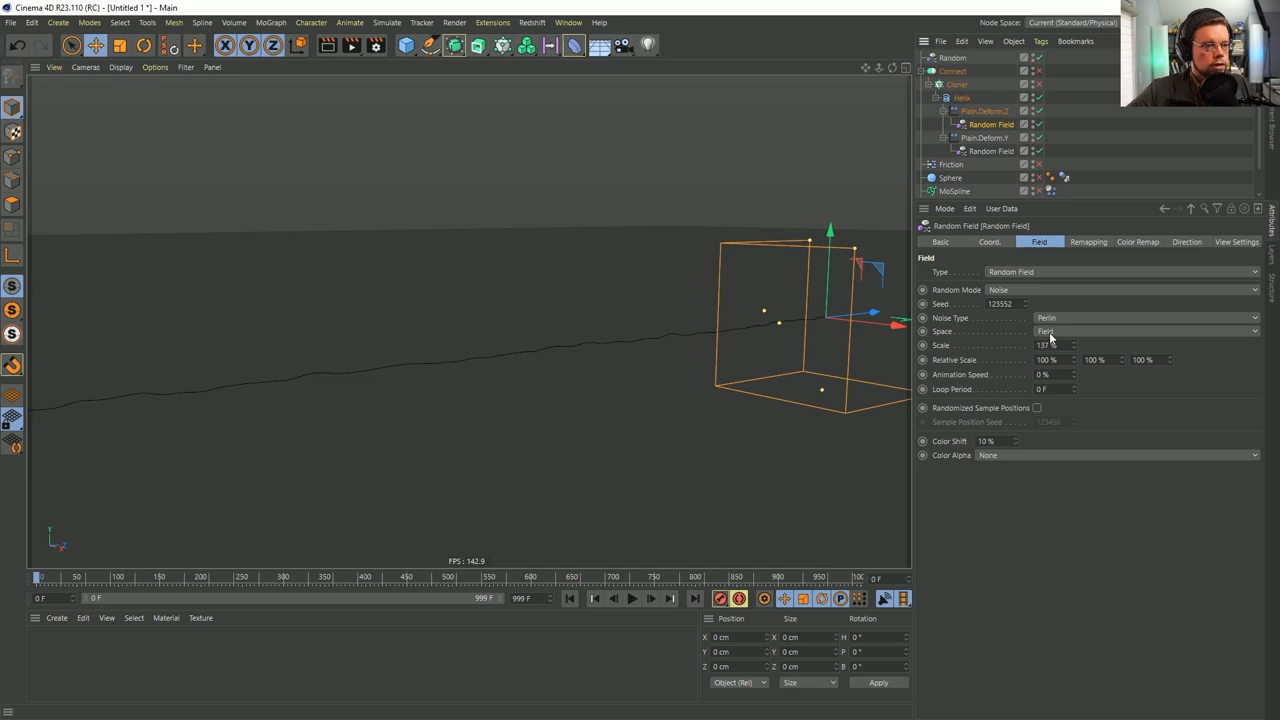 Cinema 4D R23.110 (RC) - [Untitled 1 *] - Main
File Edit Create Modes Select Tools Mesh Spline Volume MoGraph Character Animate Simulate Tracker Render Extensions Redshift Window Help Node Space: Current (Standard/Physical)
View Cameras Display Options Filter Panel
File Edit View Object Tags Bookmarks
Random
Connect
Cloner
Helix
Plain.Deform.Z
Random Field
Plain.Deform.Y
Random Field
Friction
Sphere
MoSpline
Mode Edit User Data
Random Field [Random Field]
Basic Coord. Field Remapping Color Remap Direction View Settings
Field
Type Random Field
Random Mode Noise
Seed 123552
Noise Type Perlin
Space Field
Scale 137 %
Relative Scale 100 % 100 % 100 %
Animation Speed 0 %
Loop Period 0 F
Randomized Sample Positions
Sample Position Seed 123456
Color Shift 10 %
Color Alpha None
Attributes
Layers
Structure
Y
X Z
FPS : 142.9
0 50 100 150 200 250 300 350 400 450 500 550 600 650 700 750 800 850 900 950 100 0 F
0 F 0 F 999 F 999 F
Create Edit View Select Material Texture
Position Size Rotation
X 0 cm X 0 cm H 0 °
Y 0 cm Y 0 cm P 0 °
Z 0 cm Z 0 cm B 0 °
Object (Rel) Size Apply